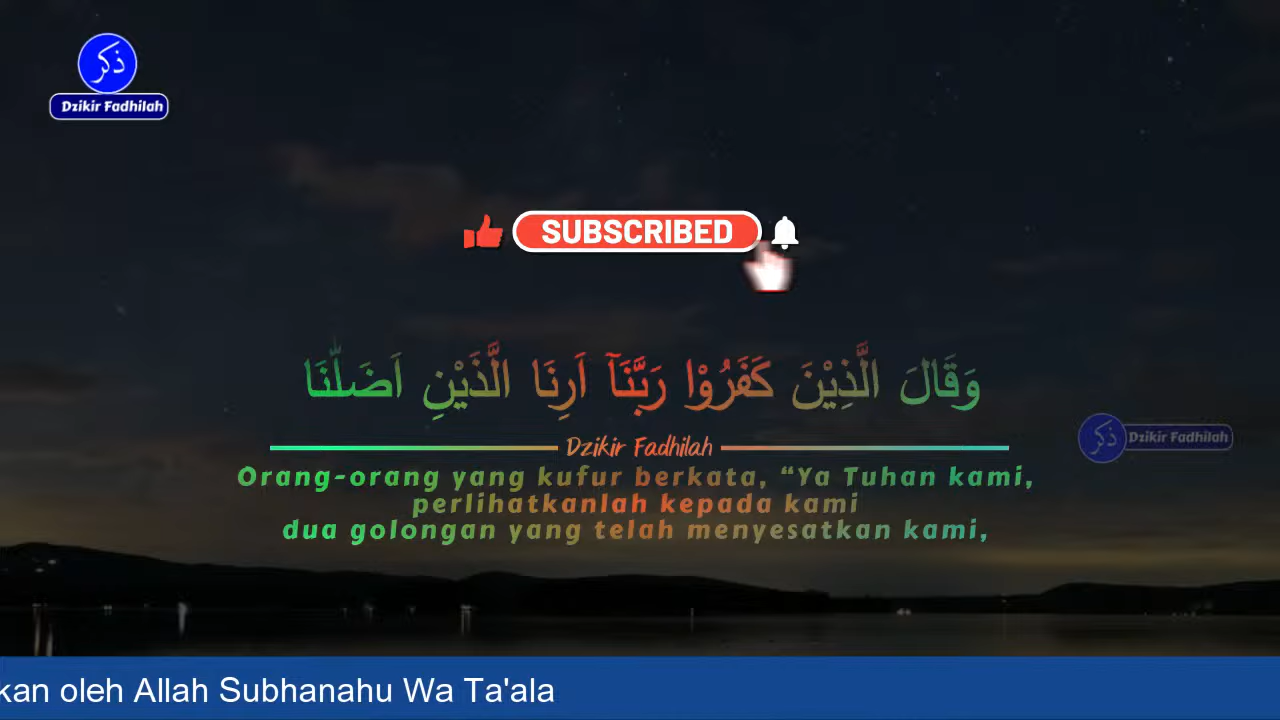 ذكر
Dzikir Fadhilah
SUBSCRIBED
وَقَالَ الَّذِيْنَ كَفَرُوْا رَبَّنَآ اَرِنَا الَّذَيْنِ اَضَلّٰنَا
Dzikir Fadhilah
ذكر
Dzikir Fadhilah
Orang-orang yang kufur berkata, “Ya Tuhan kami,
perlihatkanlah kepada kami
dua golongan yang telah menyesatkan kami,
kan oleh Allah Subhanahu Wa Ta'ala